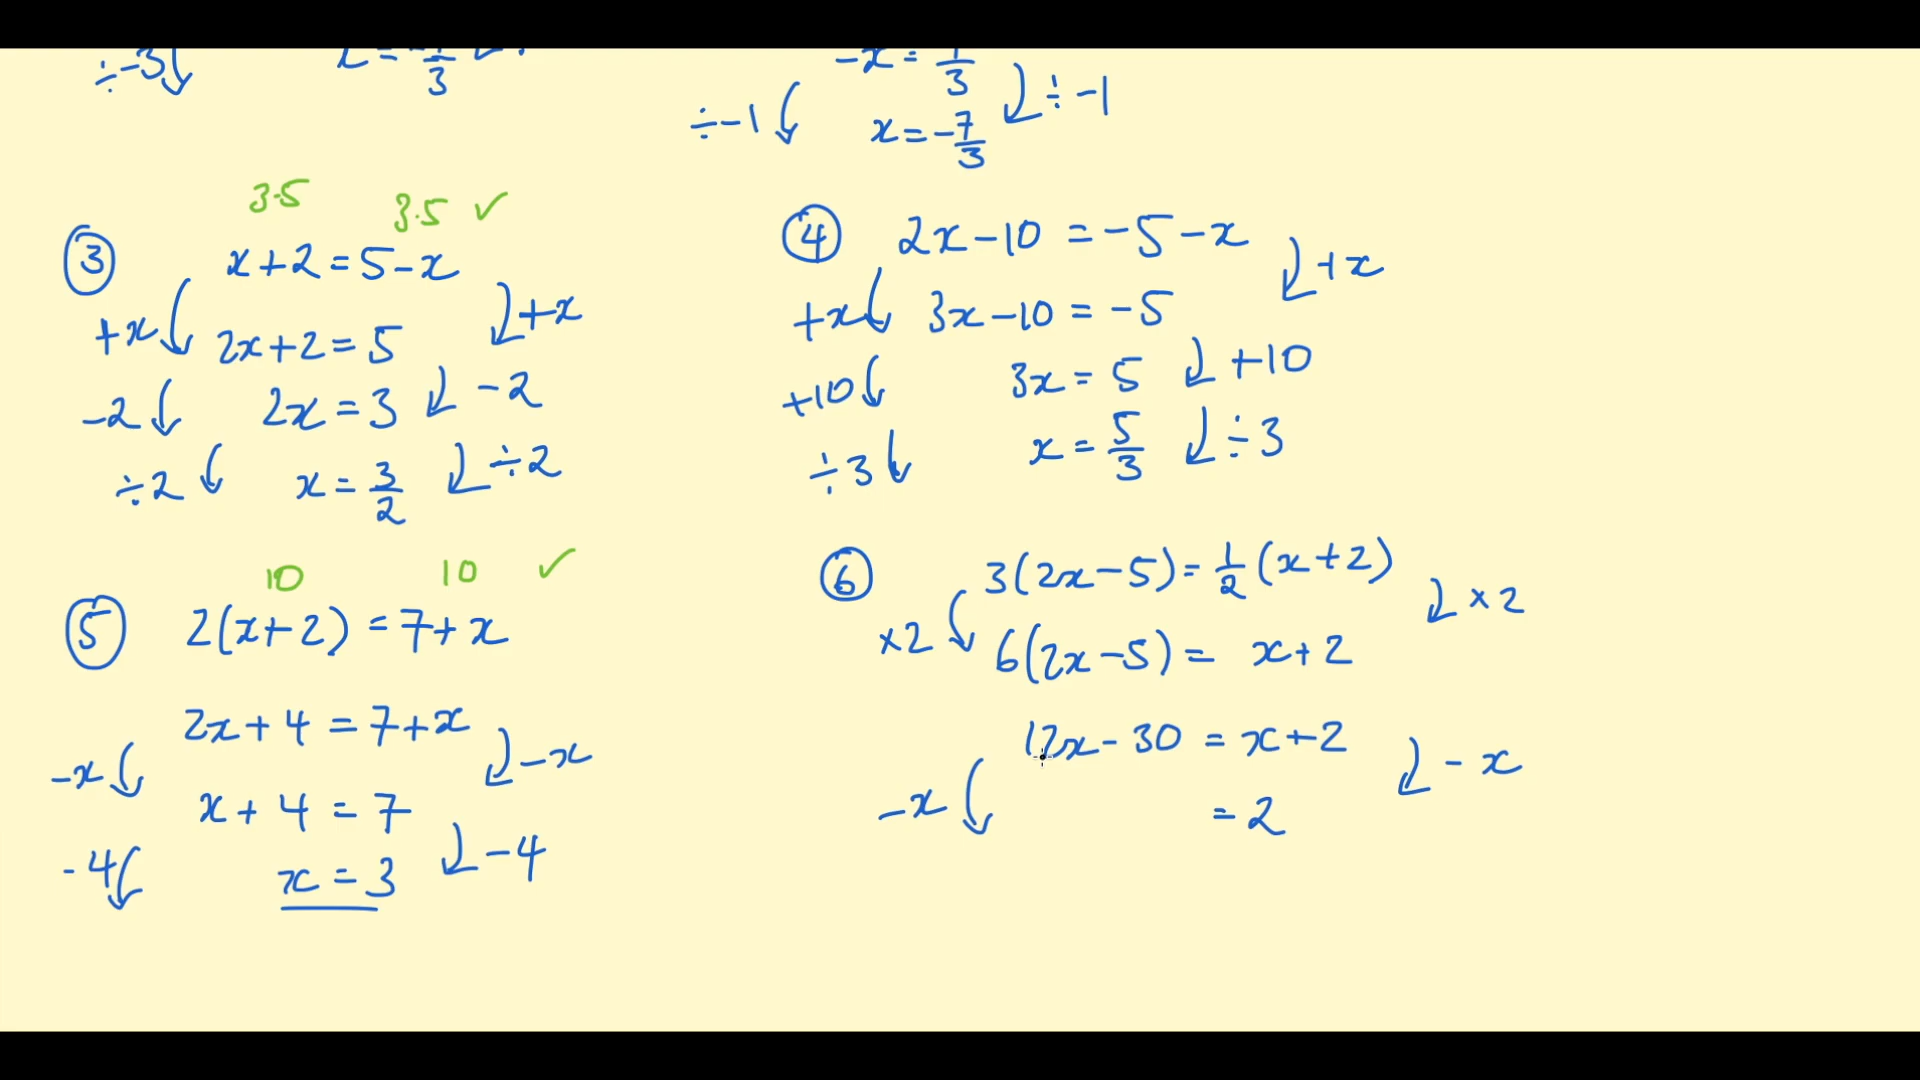 ÷-3
-x = 7/3
÷-1
÷-1
x = -7/3
3.5 3.5 ✓
③ x+2 = 5-x
+x
+x
2x+2 = 5
-2
-2
2x = 3
÷2
÷2
x = 3/2
④ 2x-10 = -5-x
+x
+x
3x-10 = -5
+10
+10
3x = 5
÷3
÷3
x = 5/3
10 10 ✓
⑤ 2(x+2) = 7+x
2x+4 = 7+x
-x
-x
x+4 = 7
-4
-4
x = 3
⑥ 3(2x-5) = 1/2(x+2)
×2
×2
6(2x-5) = x+2
12x-30 = x+2
-x
-x
= 2